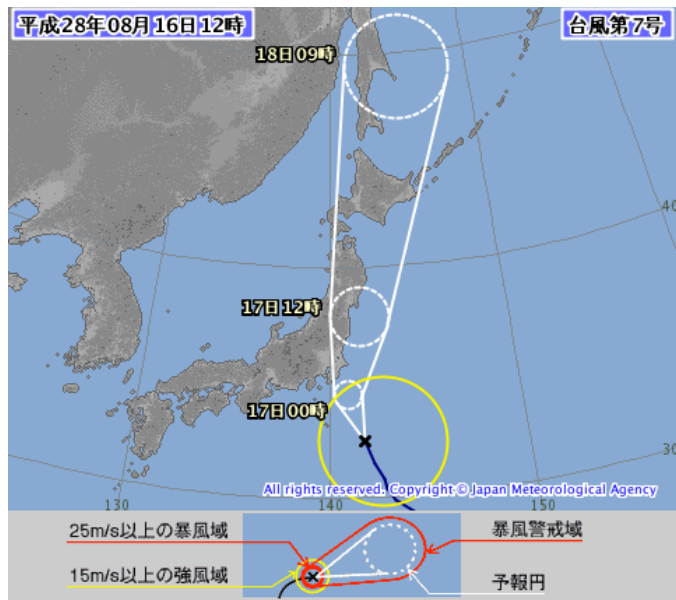 平成28年08月16日12時
台風第7号
18日09時
40
17日12時
17日00時
30
All rights reserved. Copyright © Japan Meteorological Agency
130
140
150
25m/s以上の暴風域
暴風警戒域
15m/s以上の強風域
予報円